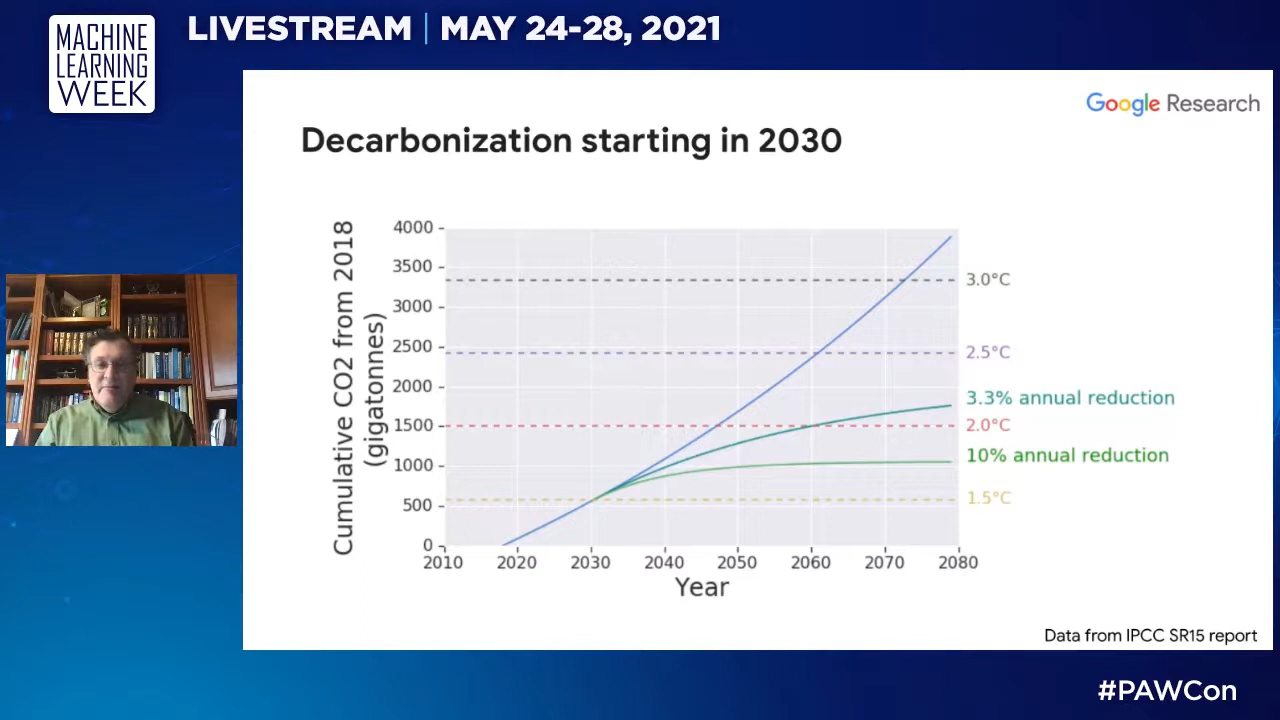 MACHINE
LEARNING
WEEK
LIVESTREAM | MAY 24-28, 2021
Google Research
Decarbonization starting in 2030
Cumulative CO2 from 2018
(gigatonnes)
4000
3500
3000
2500
2000
1500
1000
500
0
3.0°C
2.5°C
3.3% annual reduction
2.0°C
10% annual reduction
1.5°C
2010 2020 2030 2040 2050 2060 2070 2080
Year
Data from IPCC SR15 report
#PAWCon